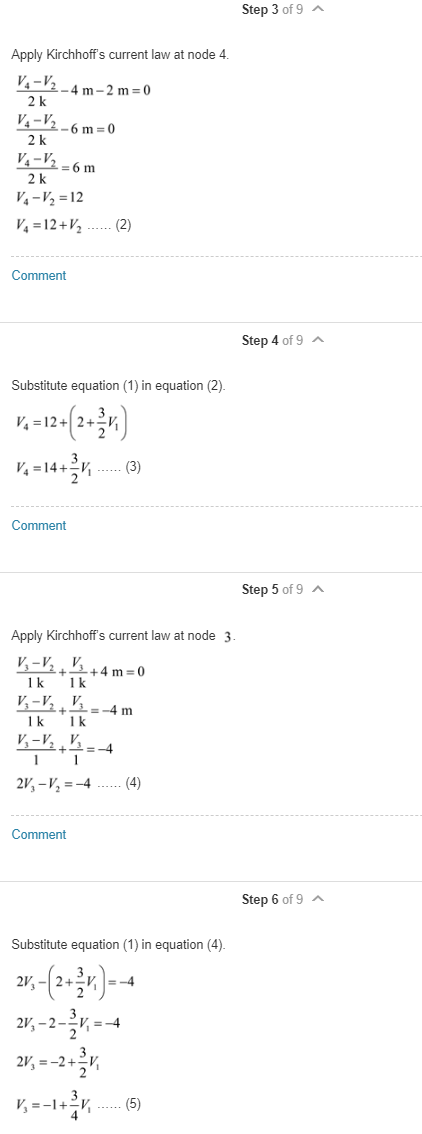 Step 3 of 9
Apply Kirchhoff's current law at node 4.
(V₄ – V₂)/(2 k) – 4 m – 2 m = 0
(V₄ – V₂)/(2 k) – 6 m = 0
(V₄ – V₂)/(2 k) = 6 m
V₄ – V₂ = 12
V₄ = 12 + V₂ ...... (2)
Comment
Step 4 of 9
Substitute equation (1) in equation (2).
V₄ = 12 + (2 + 3/2 V₁)
V₄ = 14 + 3/2 V₁ ...... (3)
Comment
Step 5 of 9
Apply Kirchhoff's current law at node 3.
(V₃ – V₂)/(1 k) + V₃/(1 k) + 4 m = 0
(V₃ – V₂)/(1 k) + V₃/(1 k) = –4 m
(V₃ – V₂)/1 + V₃/1 = –4
2V₃ – V₂ = –4 ...... (4)
Comment
Step 6 of 9
Substitute equation (1) in equation (4).
2V₃ – (2 + 3/2 V₁) = –4
2V₃ – 2 – 3/2 V₁ = –4
2V₃ = –2 + 3/2 V₁
V₃ = –1 + 3/4 V₁ ...... (5)